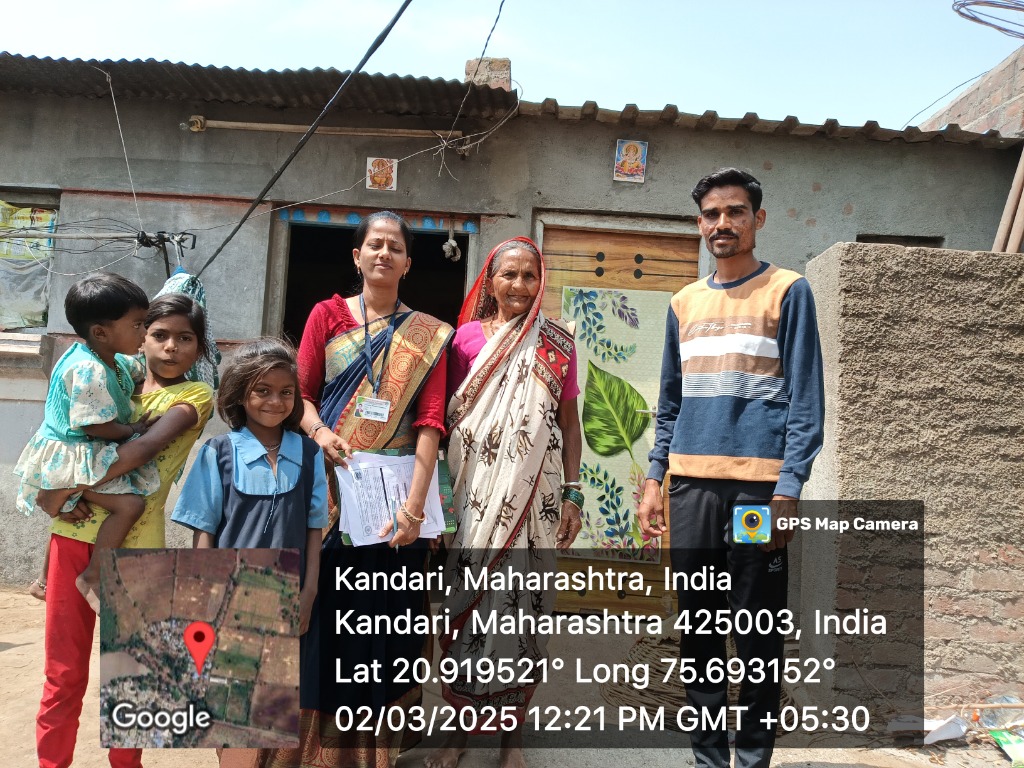 GPS Map Camera
Kandari, Maharashtra, India
Kandari, Maharashtra 425003, India
Lat 20.919521° Long 75.693152°
02/03/2025 12:21 PM GMT +05:30
Google